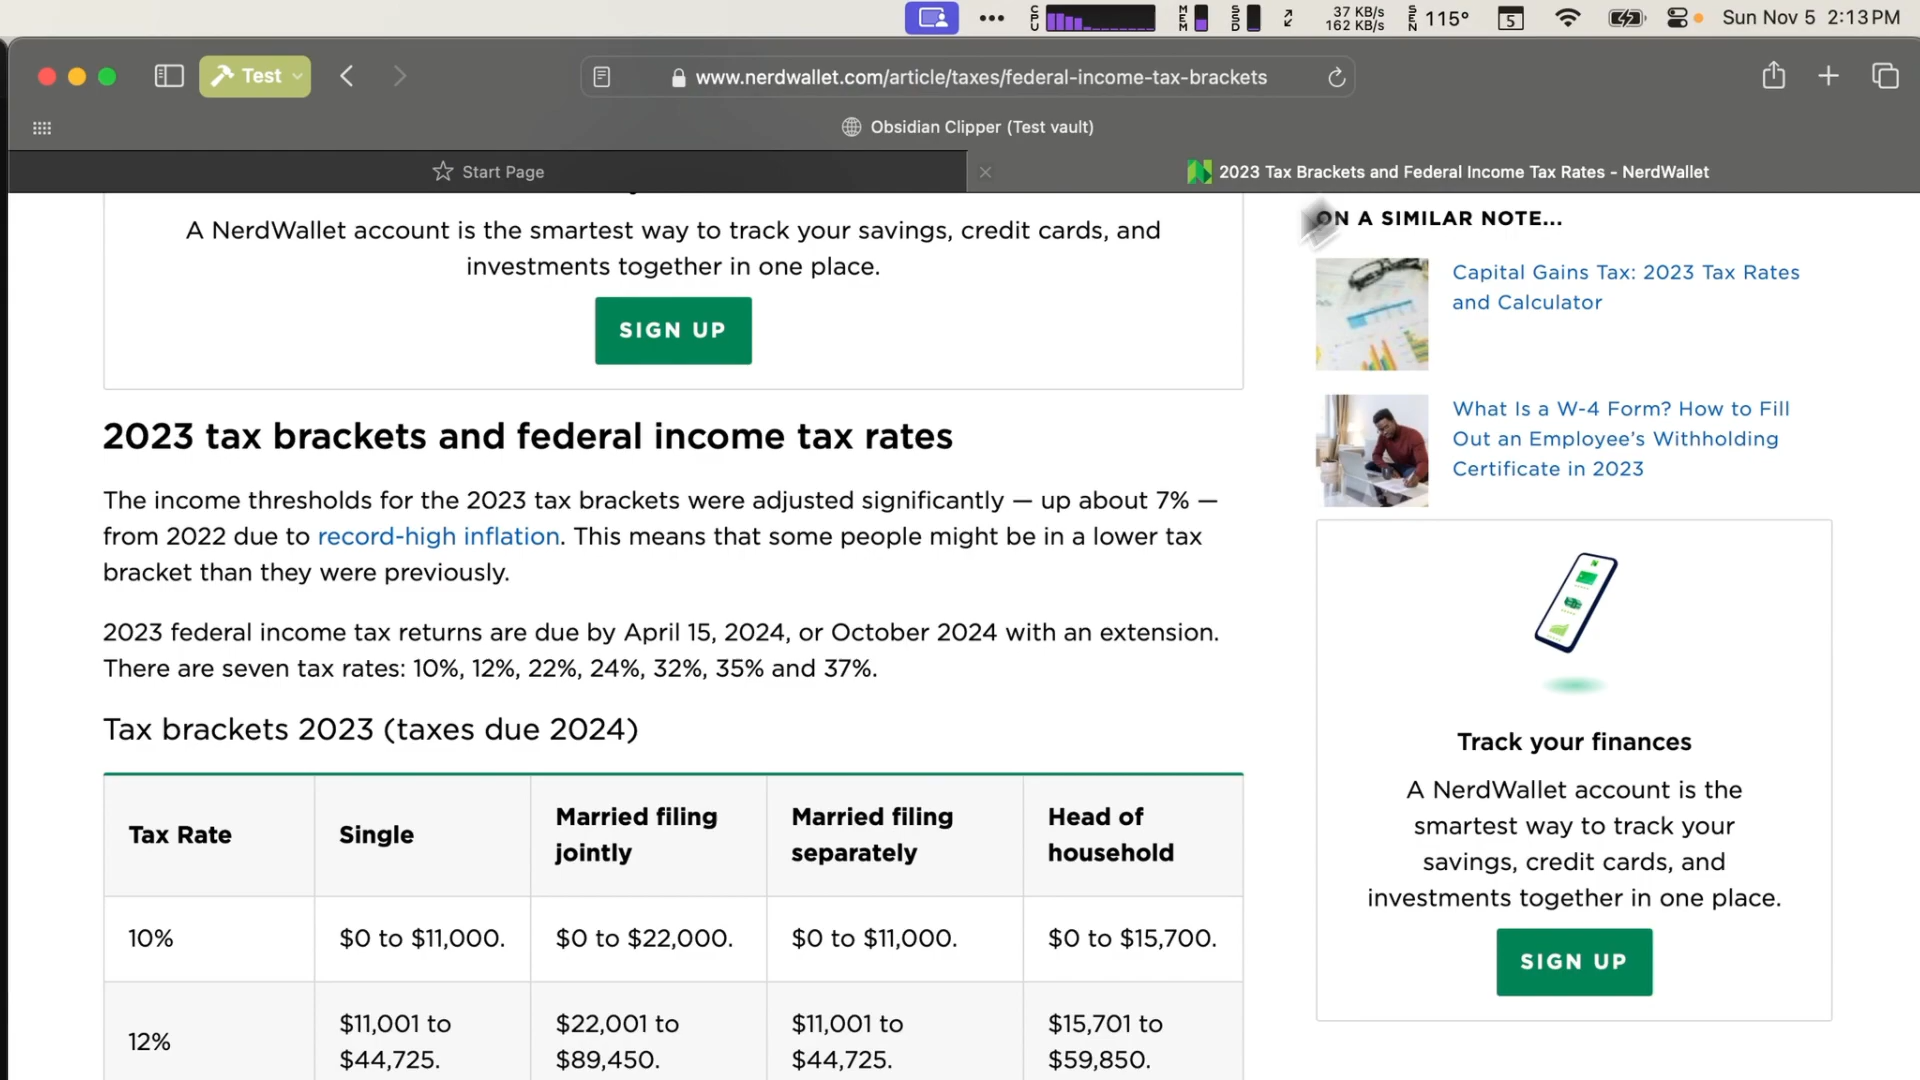 CPU
MEM
SSD
37 KB/s
162 KB/s
SEN
115°
5
Sun Nov 5 2:13 PM
Test
www.nerdwallet.com/article/taxes/federal-income-tax-brackets
Obsidian Clipper (Test vault)
Start Page
2023 Tax Brackets and Federal Income Tax Rates - NerdWallet
A NerdWallet account is the smartest way to track your savings, credit cards, and
investments together in one place.
SIGN UP
2023 tax brackets and federal income tax rates
The income thresholds for the 2023 tax brackets were adjusted significantly — up about 7% —
from 2022 due to record-high inflation. This means that some people might be in a lower tax
bracket than they were previously.
2023 federal income tax returns are due by April 15, 2024, or October 2024 with an extension.
There are seven tax rates: 10%, 12%, 22%, 24%, 32%, 35% and 37%.
Tax brackets 2023 (taxes due 2024)
Tax Rate
Single
Married filing
jointly
Married filing
separately
Head of
household
10%
$0 to $11,000.
$0 to $22,000.
$0 to $11,000.
$0 to $15,700.
12%
$11,001 to
$44,725.
$22,001 to
$89,450.
$11,001 to
$44,725.
$15,701 to
$59,850.
ON A SIMILAR NOTE...
Capital Gains Tax: 2023 Tax Rates
and Calculator
What Is a W-4 Form? How to Fill
Out an Employee’s Withholding
Certificate in 2023
Track your finances
A NerdWallet account is the
smartest way to track your
savings, credit cards, and
investments together in one place.
SIGN UP